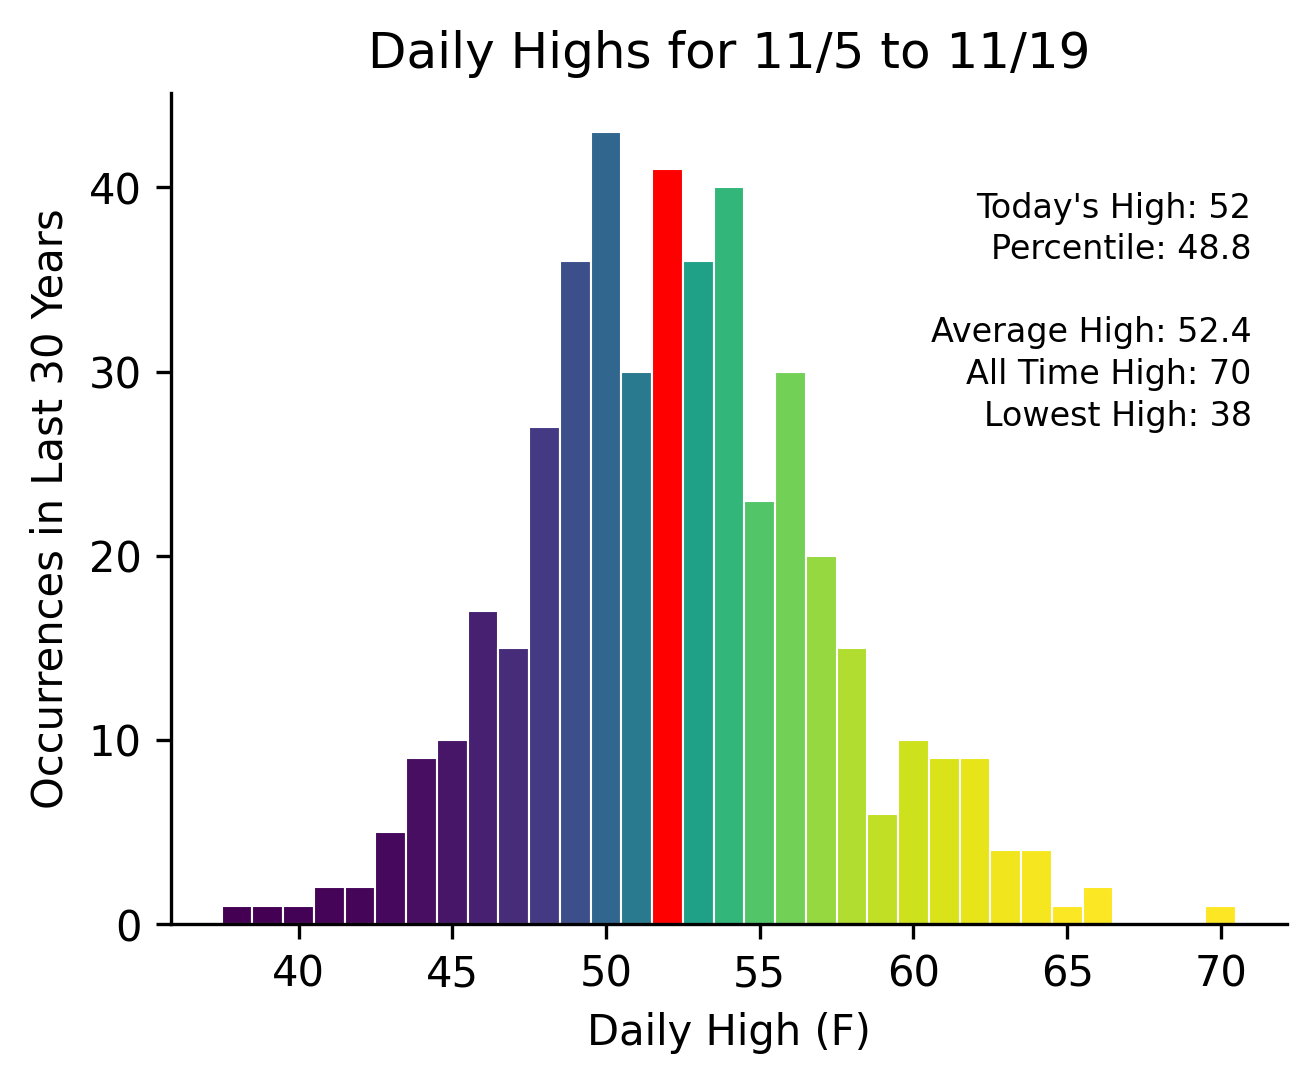 Daily Highs for 11/5 to 11/19
Occurrences in Last 30 Years
40
30
20
10
0
Today's High: 52
Percentile: 48.8
Average High: 52.4
All Time High: 70
Lowest High: 38
40 45 50 55 60 65 70
Daily High (F)